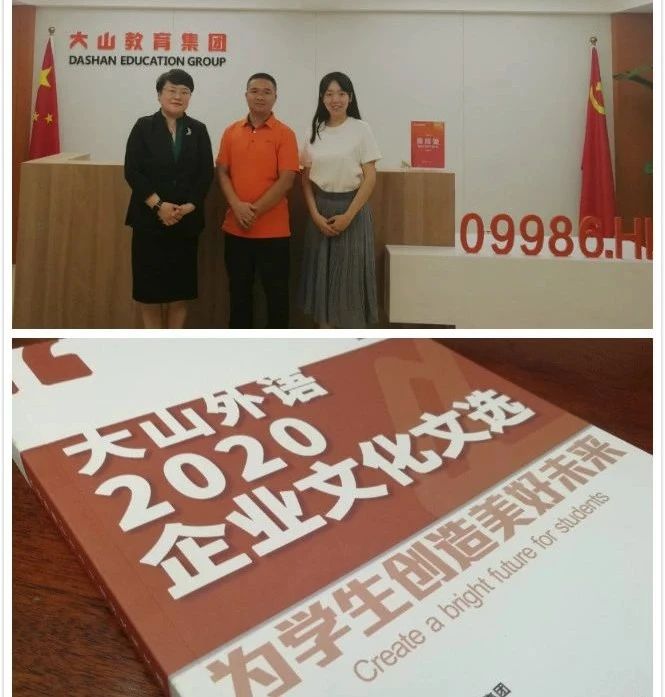 大山教育集团
DASHAN EDUCATION GROUP
09986.H
大山外语
2020
企业文化文选
为学生创造美好未来
Create a bright future for students
团